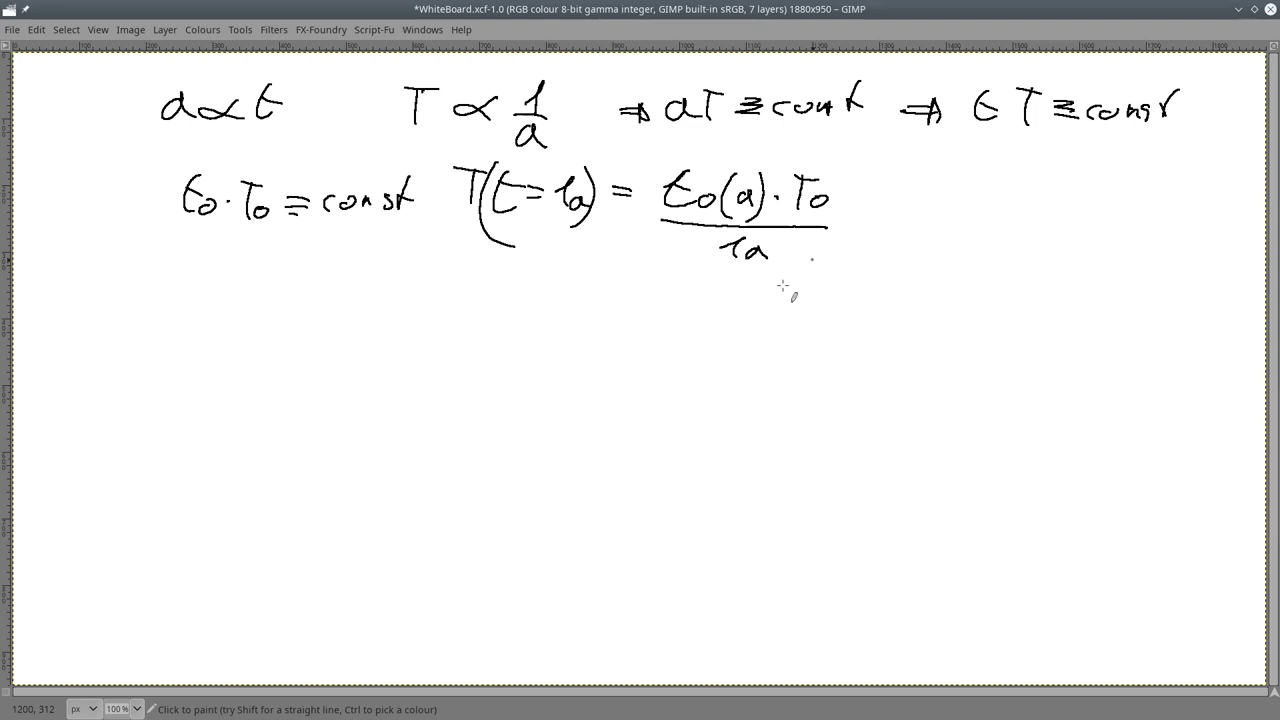 *WhiteBoard.xcf-1.0 (RGB colour 8-bit gamma integer, GIMP built-in sRGB, 7 layers) 1880x950 – GIMP
File Edit Select View Image Layer Colours Tools Filters FX-Foundry Script-Fu Windows Help
a ∝ t T ∝ 1/a ⇒ aT ≡ const ⇒ t T ≡ const
t₀ · T₀ ≡ const T(t = 1a) = t₀(a) · T₀ / 1a
1200, 312 px 100% Click to paint (try Shift for a straight line, Ctrl to pick a colour)